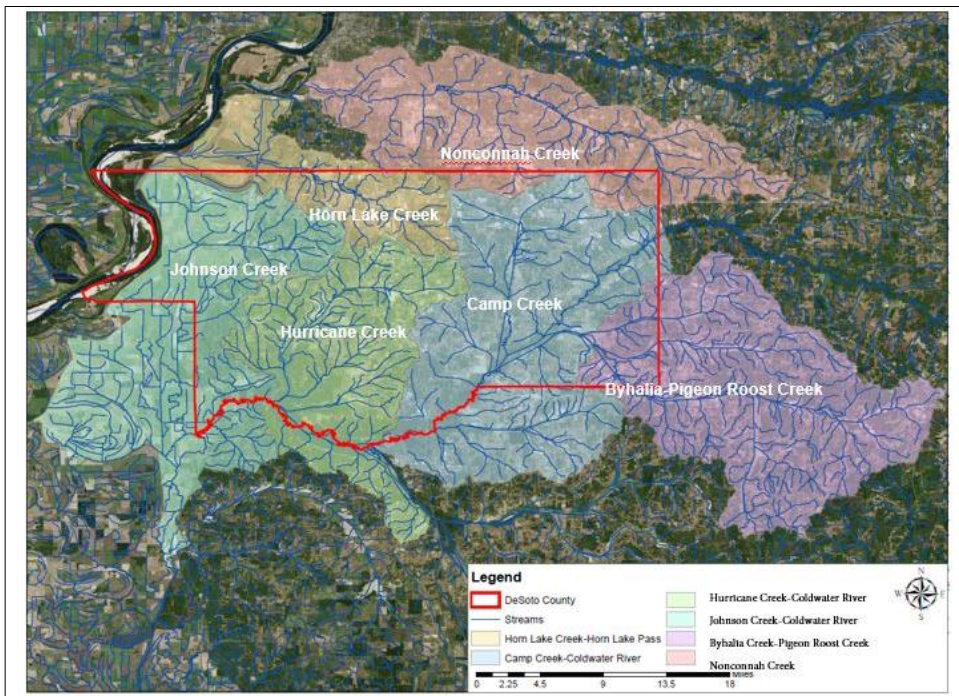 Nonconnah Creek
Horn Lake Creek
Johnson Creek
Camp Creek
Hurricane Creek
Byhalia-Pigeon Roost Creek
Legend
DeSoto County
Streams
Horn Lake Creek-Horn Lake Pass
Camp Creek-Coldwater River
Hurricane Creek-Coldwater River
Johnson Creek-Coldwater River
Byhalia Creek-Pigeon Roost Creek
Nonconnah Creek
N
W E
S
Miles
0 2.25 4.5 9 13.5 18